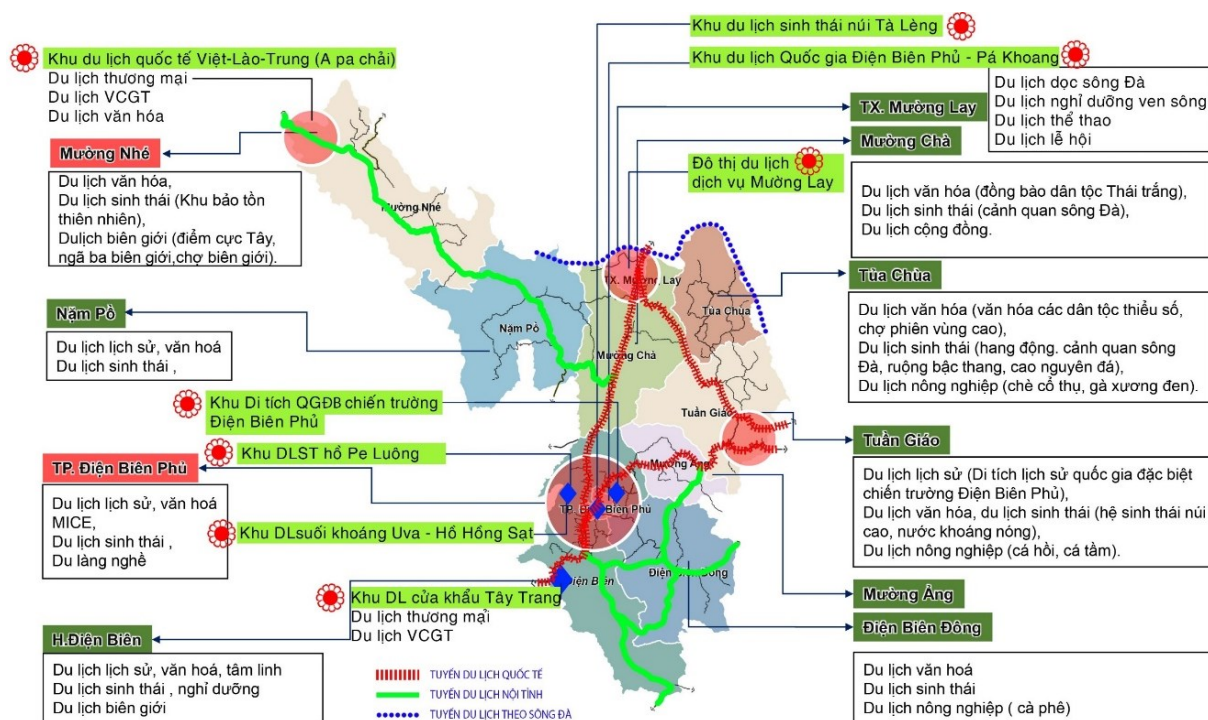 Khu du lịch sinh thái núi Tà Lèng
Khu du lịch quốc tế Việt-Lào-Trung (A pa chải)
Du lịch thương mại
Du lịch VCGT
Du lịch văn hóa
Khu du lịch Quốc gia Điện Biên Phủ - Pá Khoang
Du lịch dọc sông Đà
Du lịch nghỉ dưỡng ven sông
Du lịch thể thao
Du lịch lễ hội
TX. Mường Lay
Mường Chà
Mường Nhé
Du lịch văn hóa,
Du lịch sinh thái (Khu bảo tồn
thiên nhiên),
Dulịch biên giới (điểm cực Tây,
ngã ba biên giới,chợ biên giới).
Đô thị du lịch
dịch vụ Mường Lay
Du lịch văn hóa (đồng bào dân tộc Thái trắng),
Du lịch sinh thái (cảnh quan sông Đà),
Du lịch cộng đồng.
Mường Nhé
TX. Mường Lay
Tủa Chùa
Tủa Chùa
Du lịch văn hóa (văn hóa các dân tộc thiểu số,
chợ phiên vùng cao),
Du lịch sinh thái (hang động. cảnh quan sông
Đà, ruộng bậc thang, cao nguyên đá),
Du lịch nông nghiệp (chè cổ thụ, gà xương đen).
Nặm Pồ
Du lịch lịch sử, văn hoá
Du lịch sinh thái ,
Nậm Pồ
Mường Chà
Khu Di tích QGĐB chiến trường
Điện Biên Phủ
Tuần Giáo
Tuần Giáo
Du lịch lịch sử (Di tích lịch sử quốc gia đặc biệt
chiến trường Điện Biên Phủ),
Du lịch văn hóa, du lịch sinh thái (hệ sinh thái núi
cao, nước khoáng nóng),
Du lịch nông nghiệp (cá hồi, cá tầm).
Khu DLST hồ Pe Luông
TP. Điện Biên Phủ
Du lịch lịch sử, văn hoá
MICE,
Du lịch sinh thái ,
Du làng nghề
Mường Ảng
TP. Điện Biên Phủ
Khu DLsuối khoáng Uva - Hồ Hồng Sạt
Điện Biên
Điện Biên Đông
Khu DL cửa khẩu Tây Trang
Du lịch thương mại
Du lịch VCGT
Mường Ảng
Điện Biên Đông
Du lịch văn hoá
Du lịch sinh thái
Du lịch nông nghiệp ( cà phê)
H.Điện Biên
Du lịch lịch sử, văn hoá, tâm linh
Du lịch sinh thái , nghỉ dưỡng
Du lịch biên giới
TUYẾN DU LỊCH QUỐC TẾ
TUYẾN DU LỊCH NỘI TỈNH
TUYẾN DU LỊCH THEO SÔNG ĐÀ